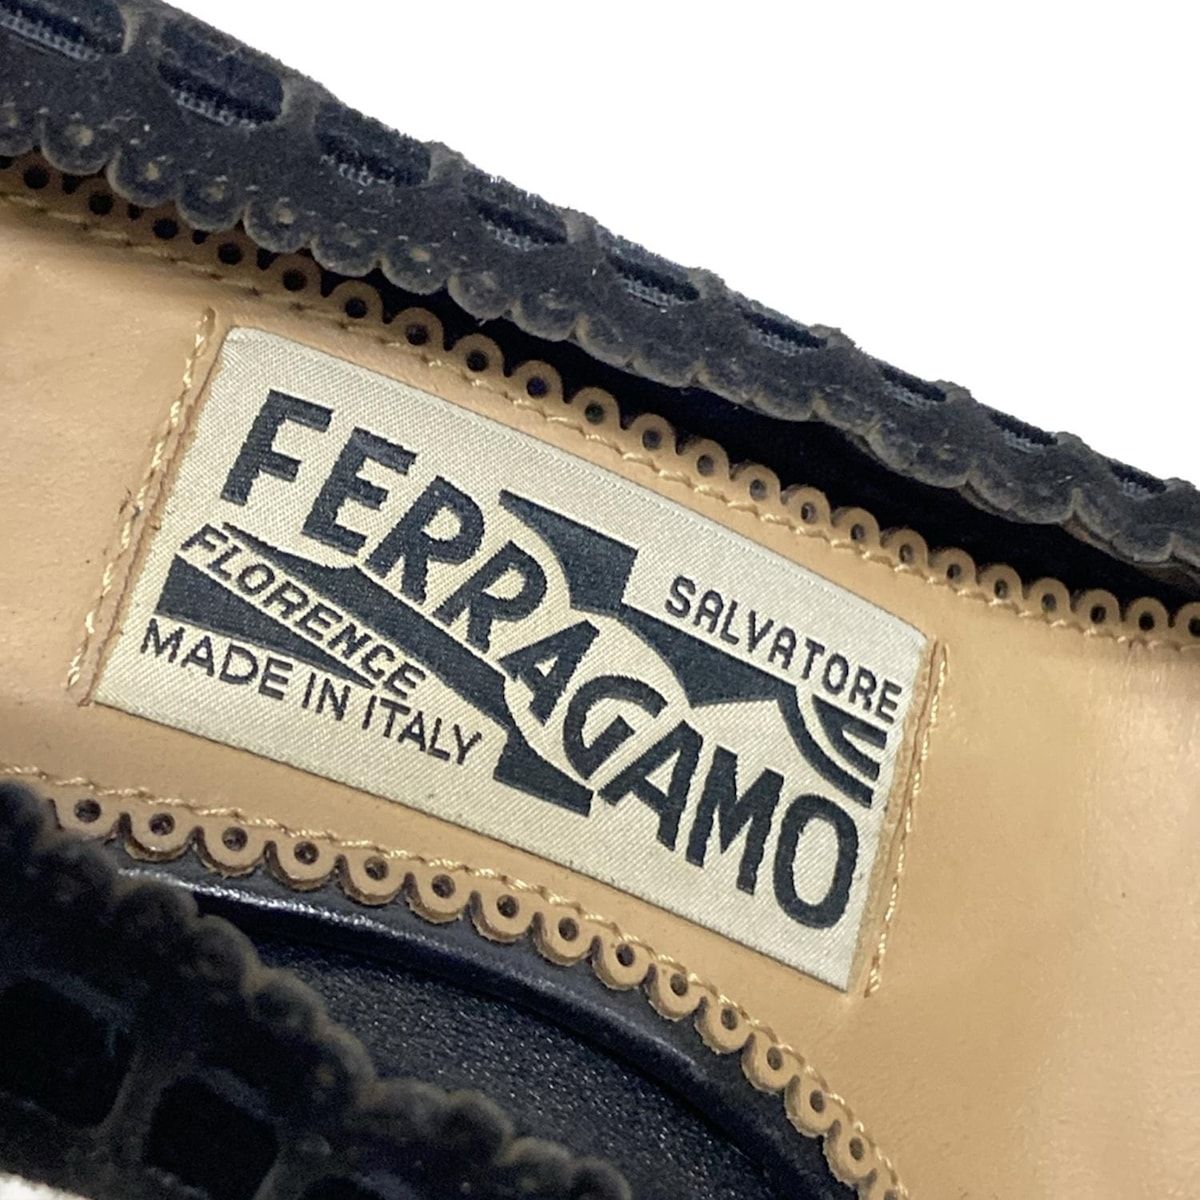 SALVATORE
FERRAGAMO
FLORENCE
MADE IN ITALY